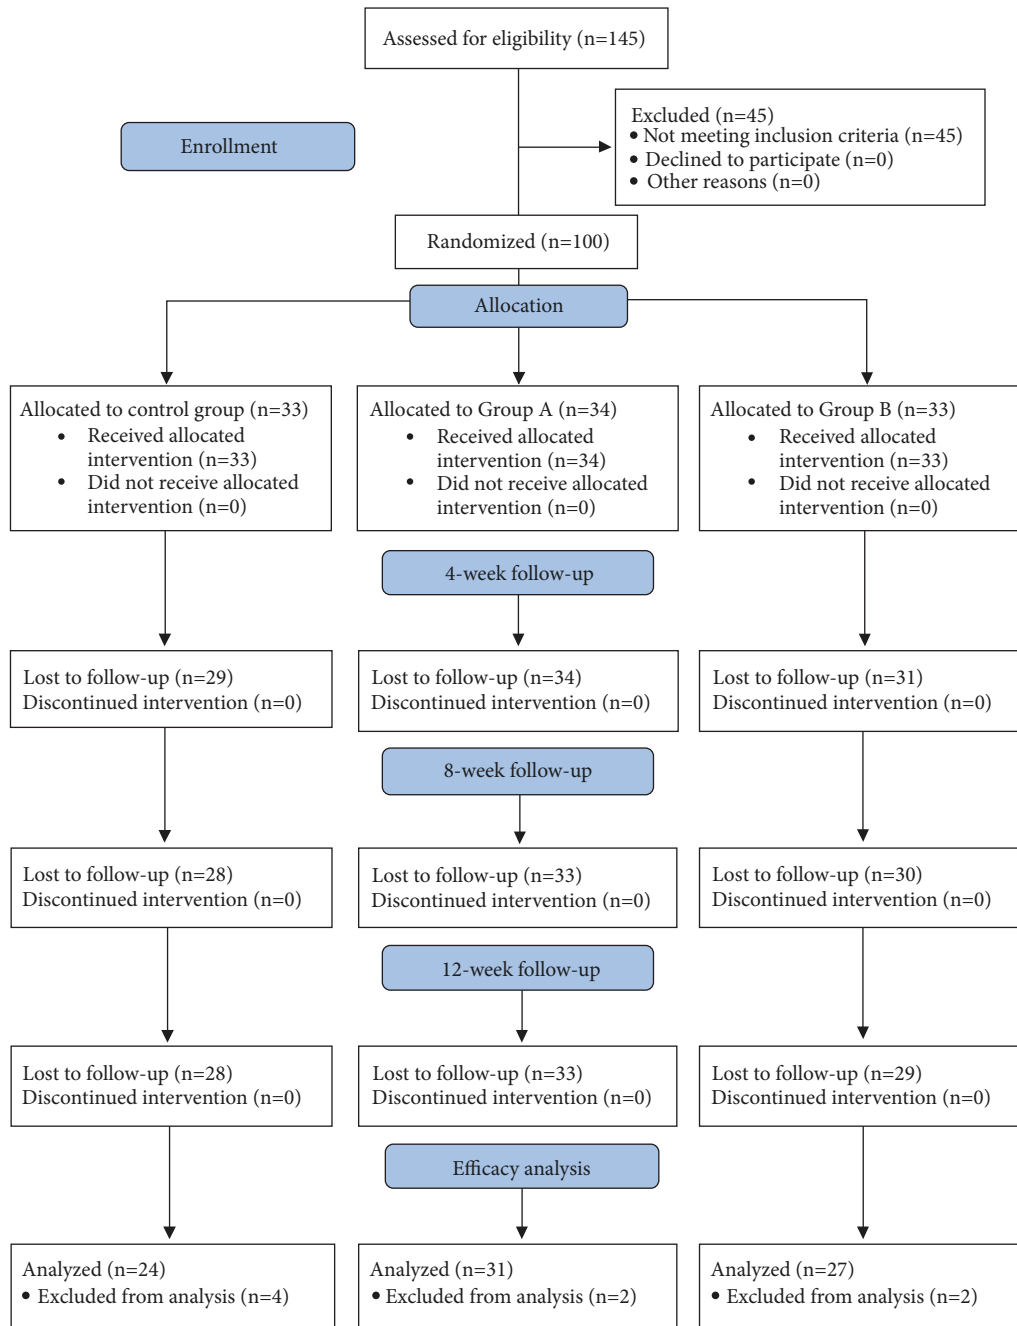 Assessed for eligibility (n=145)
Excluded (n=45)
• Not meeting inclusion criteria (n=45)
• Declined to participate (n=0)
• Other reasons (n=0)
Enrollment
Randomized (n=100)
Allocation
Allocated to control group (n=33)
• Received allocated
intervention (n=33)
• Did not receive allocated
intervention (n=0)
Allocated to Group A (n=34)
• Received allocated
intervention (n=34)
• Did not receive allocated
intervention (n=0)
Allocated to Group B (n=33)
• Received allocated
intervention (n=33)
• Did not receive allocated
intervention (n=0)
4-week follow-up
Lost to follow-up (n=29)
Discontinued intervention (n=0)
Lost to follow-up (n=34)
Discontinued intervention (n=0)
Lost to follow-up (n=31)
Discontinued intervention (n=0)
8-week follow-up
Lost to follow-up (n=28)
Discontinued intervention (n=0)
Lost to follow-up (n=33)
Discontinued intervention (n=0)
Lost to follow-up (n=30)
Discontinued intervention (n=0)
12-week follow-up
Lost to follow-up (n=28)
Discontinued intervention (n=0)
Lost to follow-up (n=33)
Discontinued intervention (n=0)
Lost to follow-up (n=29)
Discontinued intervention (n=0)
Efficacy analysis
Analyzed (n=24)
• Excluded from analysis (n=4)
Analyzed (n=31)
• Excluded from analysis (n=2)
Analyzed (n=27)
• Excluded from analysis (n=2)